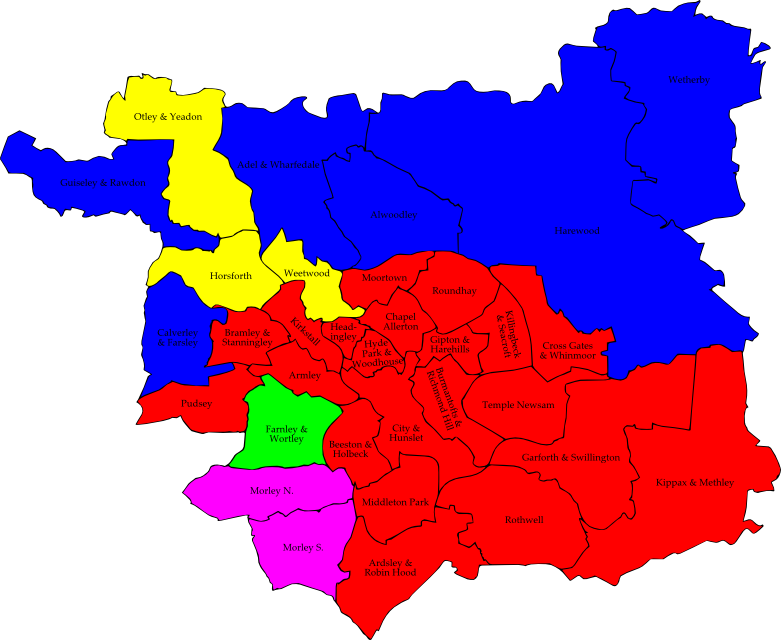 Wetherby
Otley & Yeadon
Adel & Wharfedale
Guiseley & Rawdon
Alwoodley
Harewood
Horsforth
Weetwood
Moortown
Roundhay
Calverley
& Farsley
Bramley &
Stanningley
Kirkstall
Head-
ingley
Chapel
Allerton
Hyde
Park &
Woodhouse
Gipton &
Harehills
Killingbeck
& Seacroft
Cross Gates
& Whinmoor
Armley
Pudsey
Farnley &
Wortley
Beeston &
Holbeck
City &
Hunslet
Burmantofts &
Richmond Hill
Temple Newsam
Garforth & Swillington
Kippax & Methley
Morley N.
Middleton Park
Rothwell
Morley S.
Ardsley &
Robin Hood